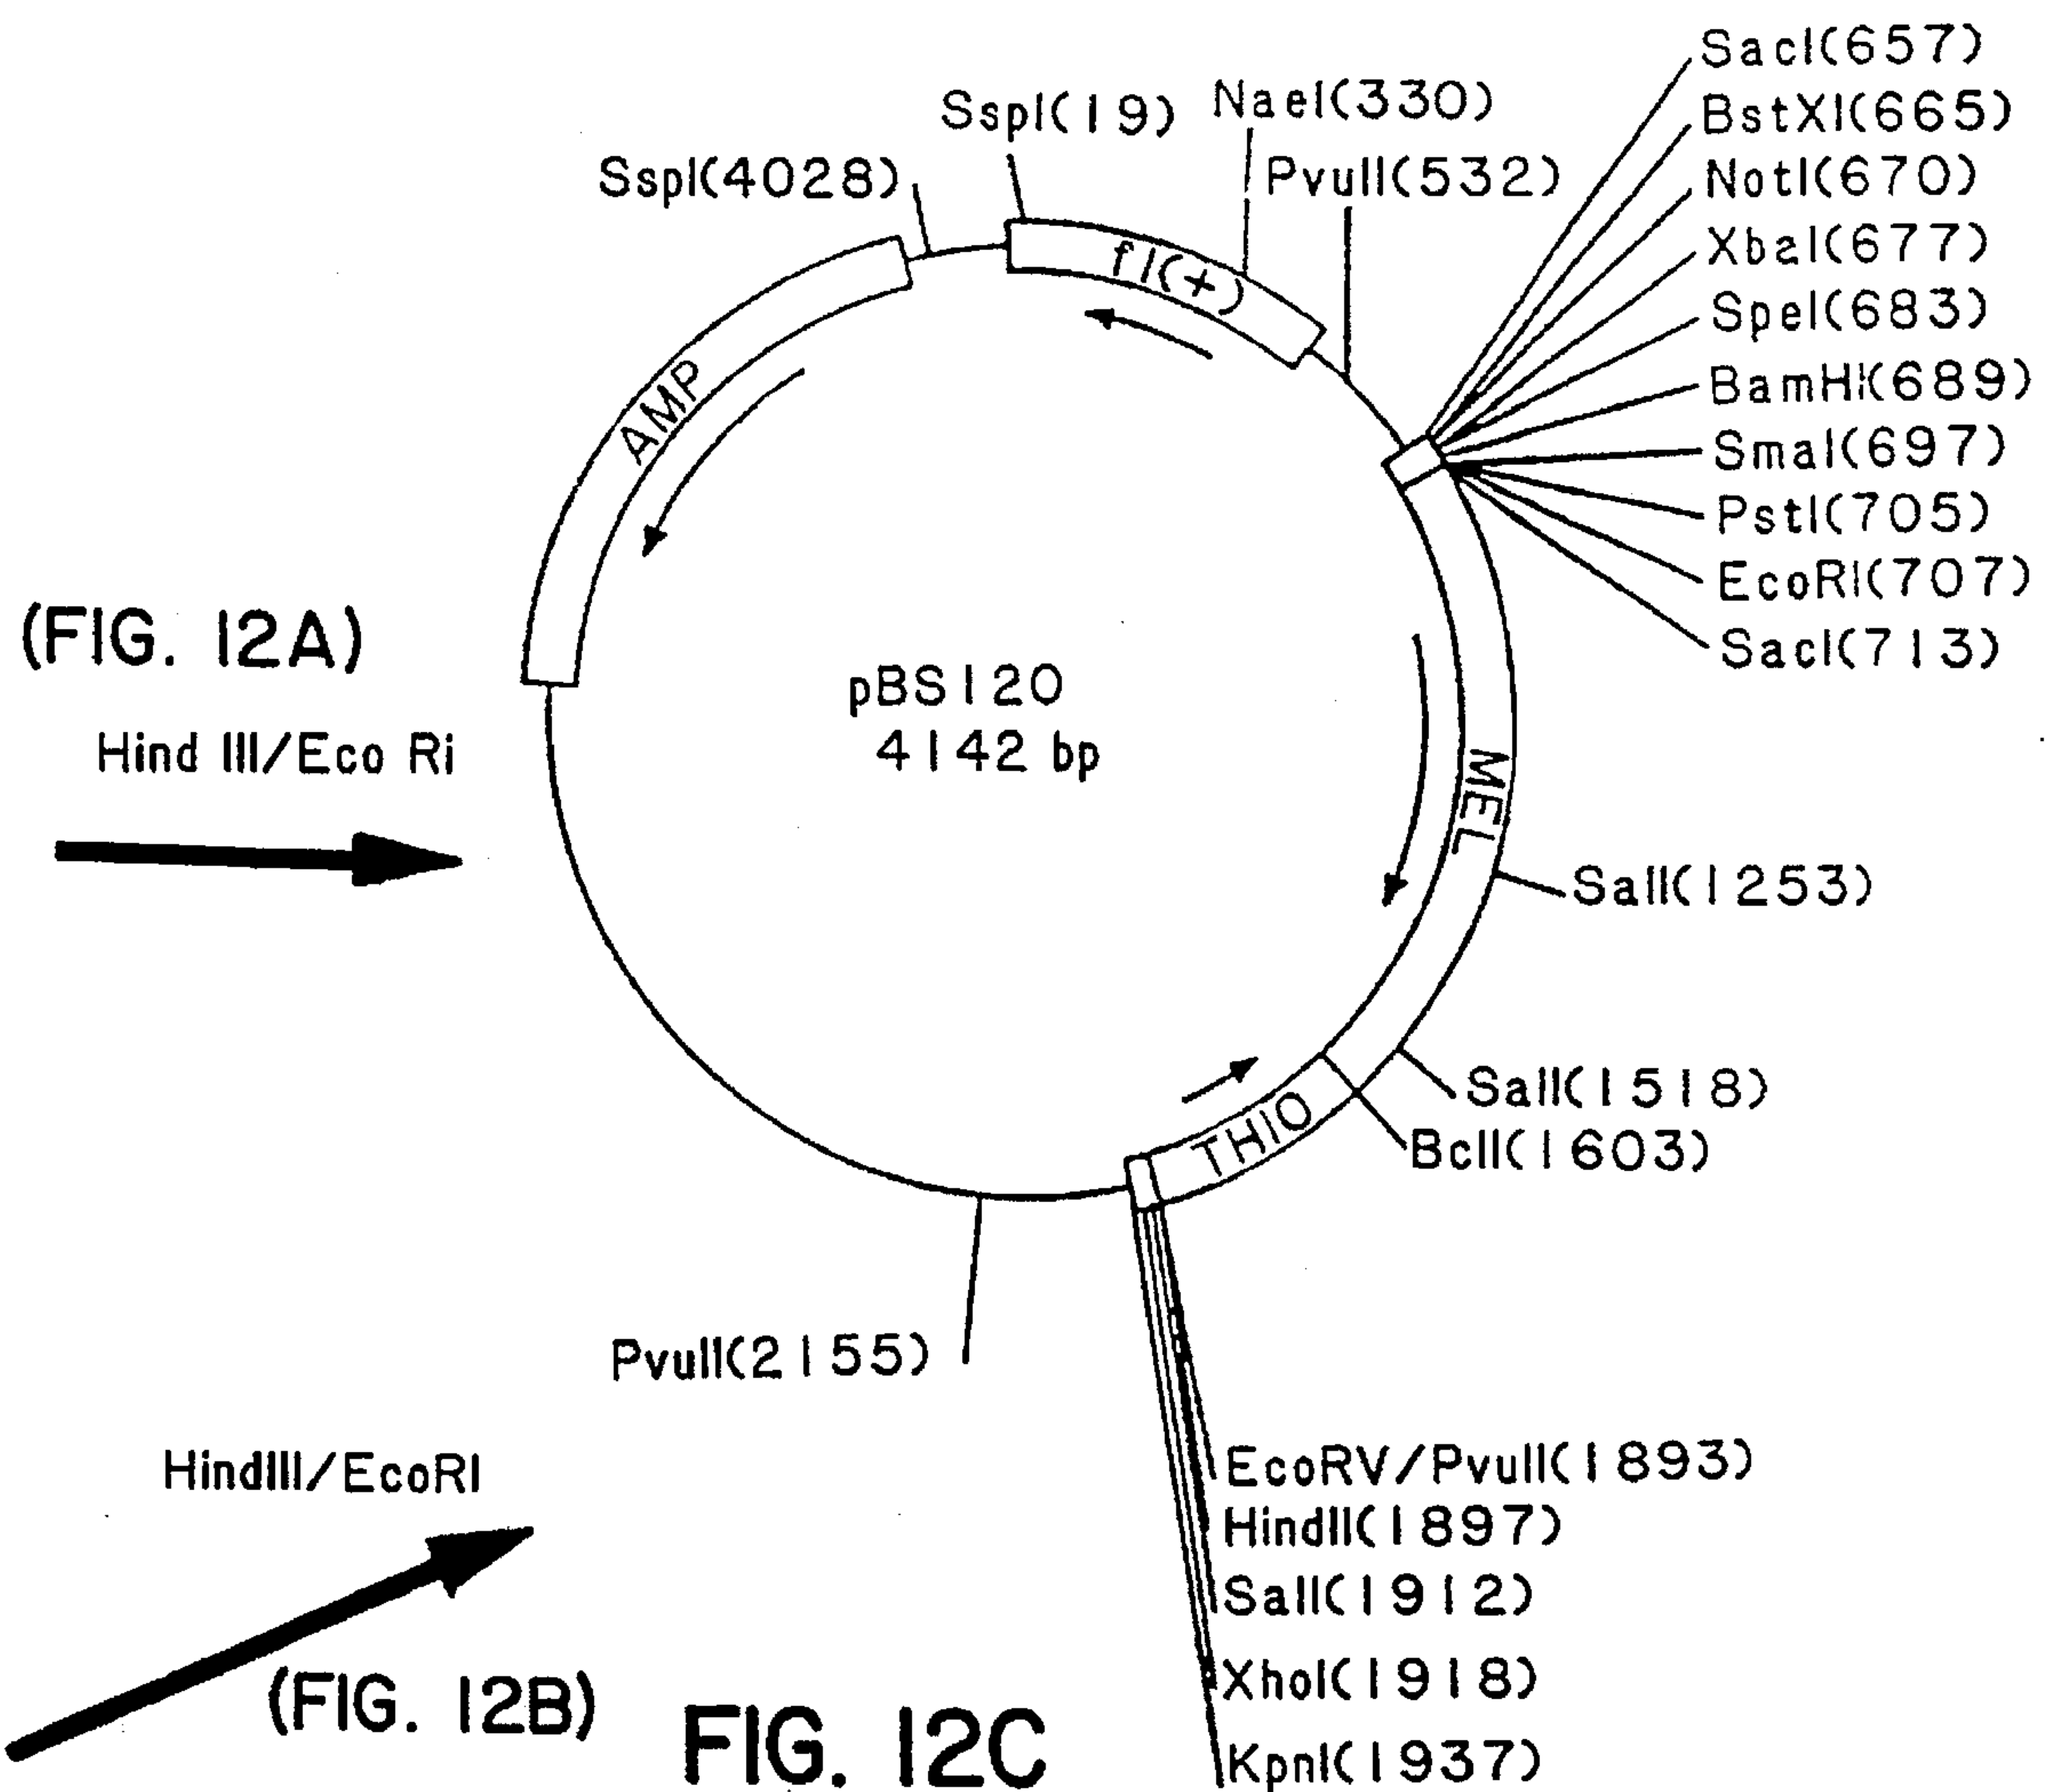 SacI(657)
SspI(19)
NaeI(330)
BstXI(665)
SspI(4028)
PvuII(532)
NotI(670)
XbaI(677)
f1(+)
SpeI(683)
BamHI(689)
AMP
SmaI(697)
PstI(705)
EcoRI(707)
(FIG. 12A)
SacI(713)
pBS120
4142 bp
Hind III/Eco Ri
MEL
SalI(1253)
SalI(1518)
THIO
BclI(1603)
PvuII(2155)
HindIII/EcoRI
EcoRV/PvuII(1893)
HindII(1897)
SalI(1912)
XhoI(1918)
(FIG. 12B)
FIG. 12C
KpnI(1937)